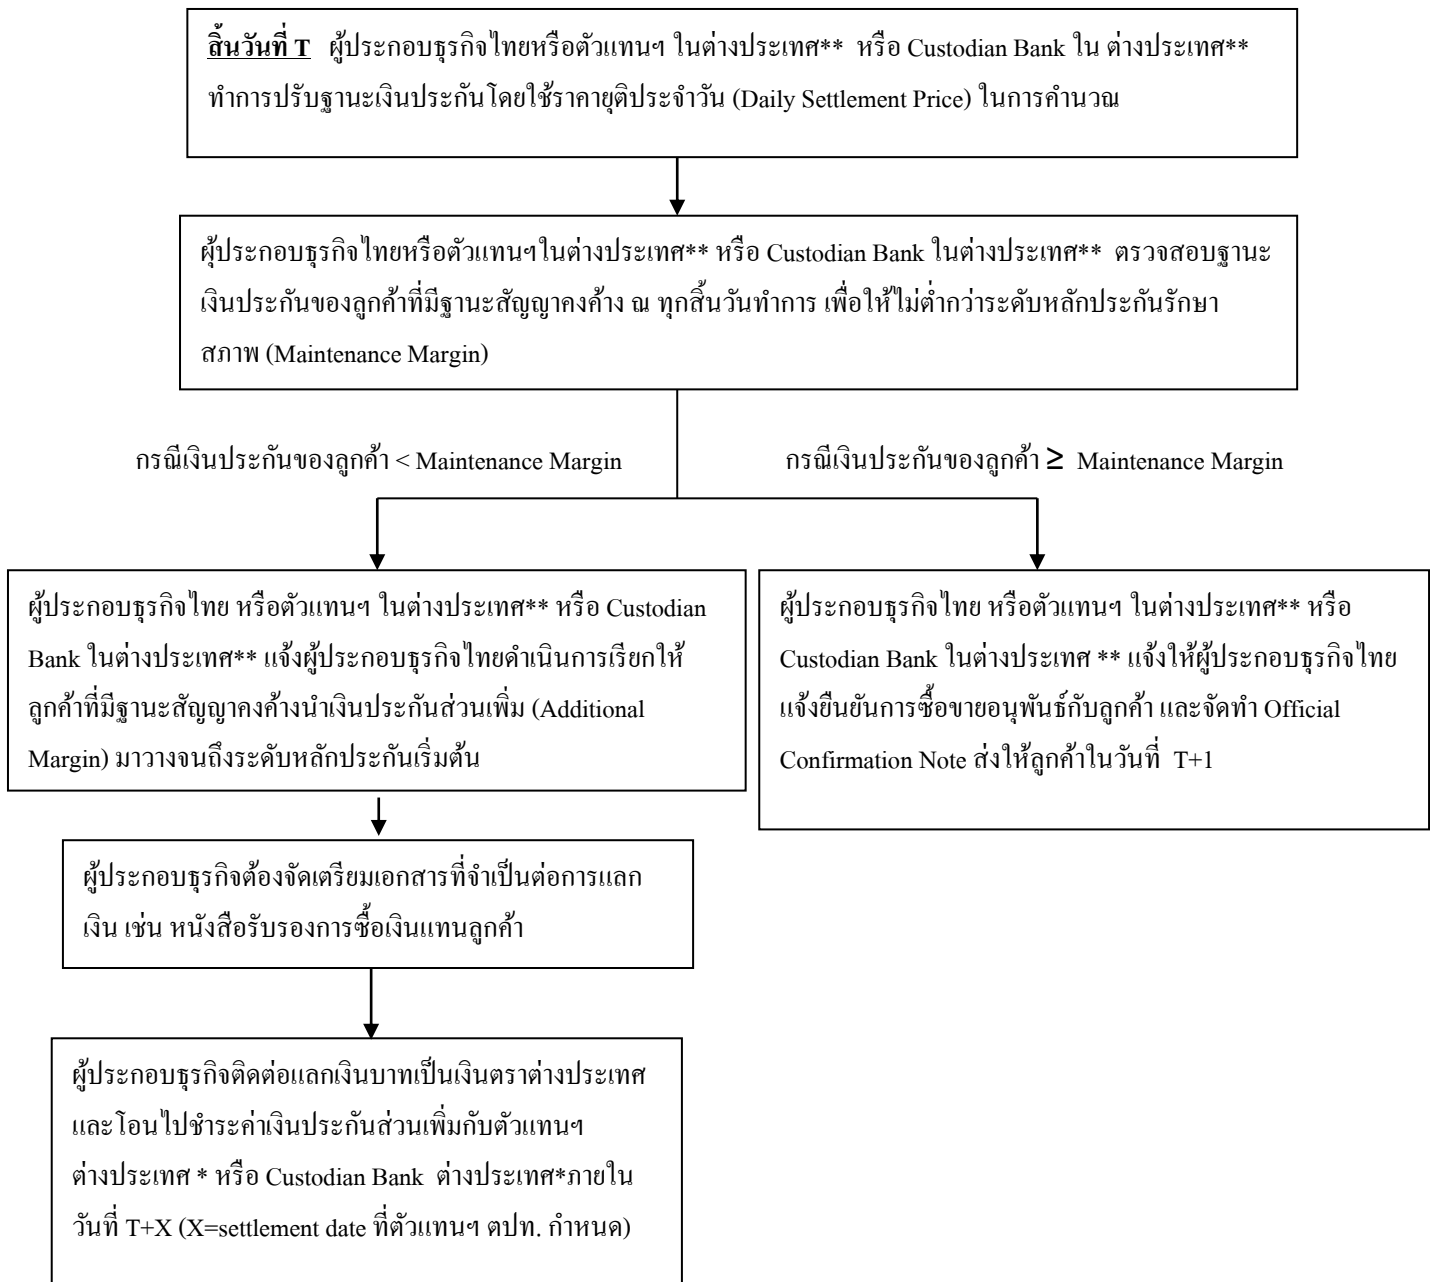 สิ้นวันที่ T ผู้ประกอบธุรกิจไทยหรือตัวแทนฯ ในต่างประเทศ** หรือ Custodian Bank ใน ต่างประเทศ**
ทำการปรับฐานะเงินประกันโดยใช้ราคายุติประจำวัน (Daily Settlement Price) ในการคำนวณ
ผุ้ประกอบธุรกิจไทยหรือตัวแทนฯในต่างประเทศ** หรือ Custodian Bank ในต่างประเทศ** ตรวจสอบฐานะ
เงินประกันของลูกค้าที่มีฐานะสัญญาคงค้าง ณ ทุกสิ้นวันทำการ เพื่อให้ไม่ต่ำกว่าระดับหลักประกันรักษา
สภาพ (Maintenance Margin)
กรณีเงินประกันของลูกค้า < Maintenance Margin
กรณีเงินประกันของลูกค้า ≥ Maintenance Margin
ผู้ประกอบธุรกิจไทย หรือตัวแทนฯ ในต่างประเทศ** หรือ Custodian
Bank ในต่างประเทศ** แจ้งผู้ประกอบธุรกิจไทยดำเนินการเรียกให้
ลูกค้าที่มีฐานะสัญญาคงค้างนำเงินประกันส่วนเพิ่ม (Additional
Margin) มาวางจนถึงระดับหลักประกันเริ่มต้น
ผู้ประกอบธุรกิจไทย หรือตัวแทนฯ ในต่างประเทศ** หรือ
Custodian Bank ในต่างประเทศ ** แจ้งให้ผู้ประกอบธุรกิจไทย
แจ้งยืนยันการซื้อขายอนุพันธ์กับลูกค้า และจัดทำ Official
Confirmation Note ส่งให้ลูกค้าในวันที่ T+1
ผู้ประกอบธุรกิจต้องจัดเตรียมเอกสารที่จำเป็นต่อการแลก
เงิน เช่น หนังสือรับรองการซื้อเงินแทนลูกค้า
ผู้ประกอบธุรกิจติดต่อแลกเงินบาทเป็นเงินตราต่างประเทศ
และโอนไปชำระค่าเงินประกันส่วนเพิ่มกับตัวแทนฯ
ต่างประเทศ * หรือ Custodian Bank ต่างประเทศ*ภายใน
วันที่ T+X (X=settlement date ที่ตัวแทนฯ ตปท. กำหนด)